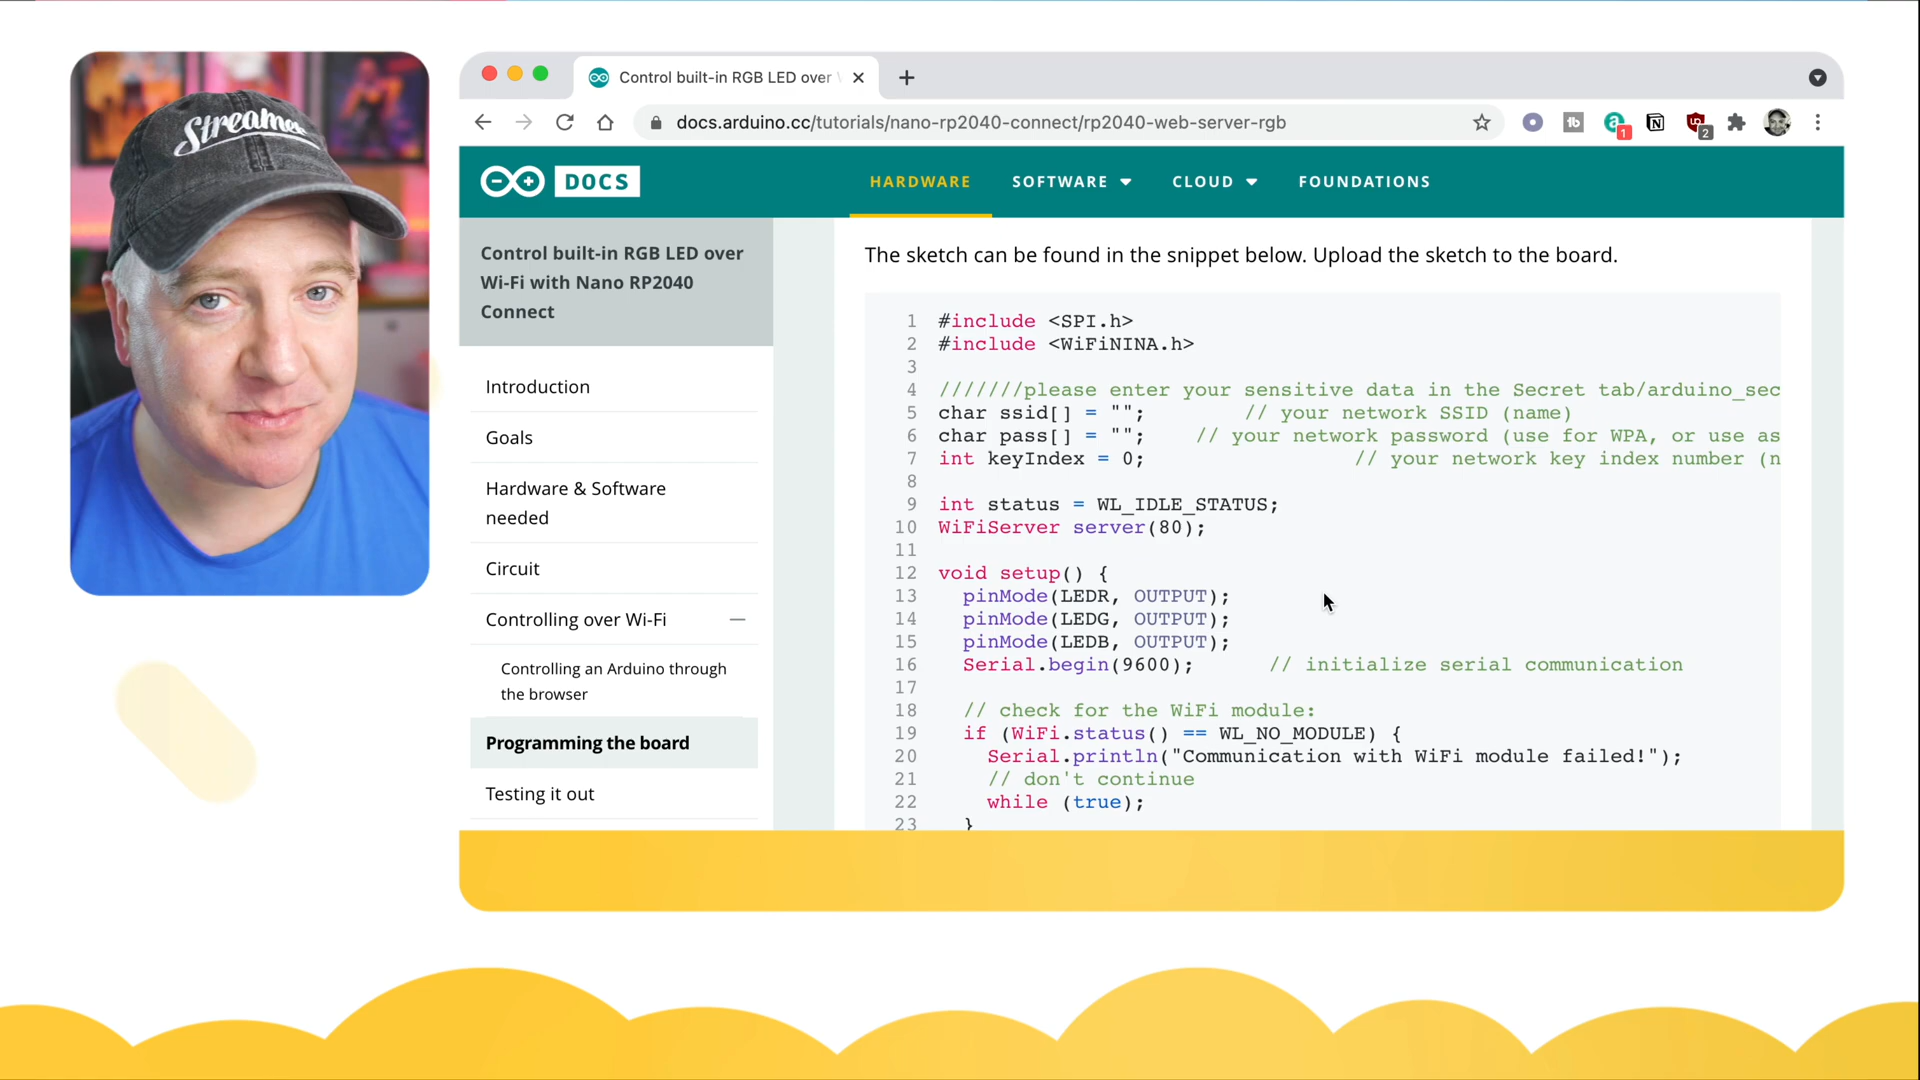 Streamer
Control built-in RGB LED over
docs.arduino.cc/tutorials/nano-rp2040-connect/rp2040-web-server-rgb
1
2
DOCS
HARDWARE
SOFTWARE
CLOUD
FOUNDATIONS
Control built-in RGB LED over
Wi-Fi with Nano RP2040
Connect
Introduction
Goals
Hardware & Software
needed
Circuit
Controlling over Wi-Fi
Controlling an Arduino through
the browser
Programming the board
Testing it out
The sketch can be found in the snippet below. Upload the sketch to the board.
1 #include <SPI.h>
2 #include <WiFiNINA.h>
3
4 ///////please enter your sensitive data in the Secret tab/arduino_sec
5 char ssid[] = ""; // your network SSID (name)
6 char pass[] = ""; // your network password (use for WPA, or use as
7 int keyIndex = 0; // your network key index number (n
8
9 int status = WL_IDLE_STATUS;
10 WiFiServer server(80);
11
12 void setup() {
13 pinMode(LEDR, OUTPUT);
14 pinMode(LEDG, OUTPUT);
15 pinMode(LEDB, OUTPUT);
16 Serial.begin(9600); // initialize serial communication
17
18 // check for the WiFi module:
19 if (WiFi.status() == WL_NO_MODULE) {
20 Serial.println("Communication with WiFi module failed!");
21 // don't continue
22 while (true);
23 }